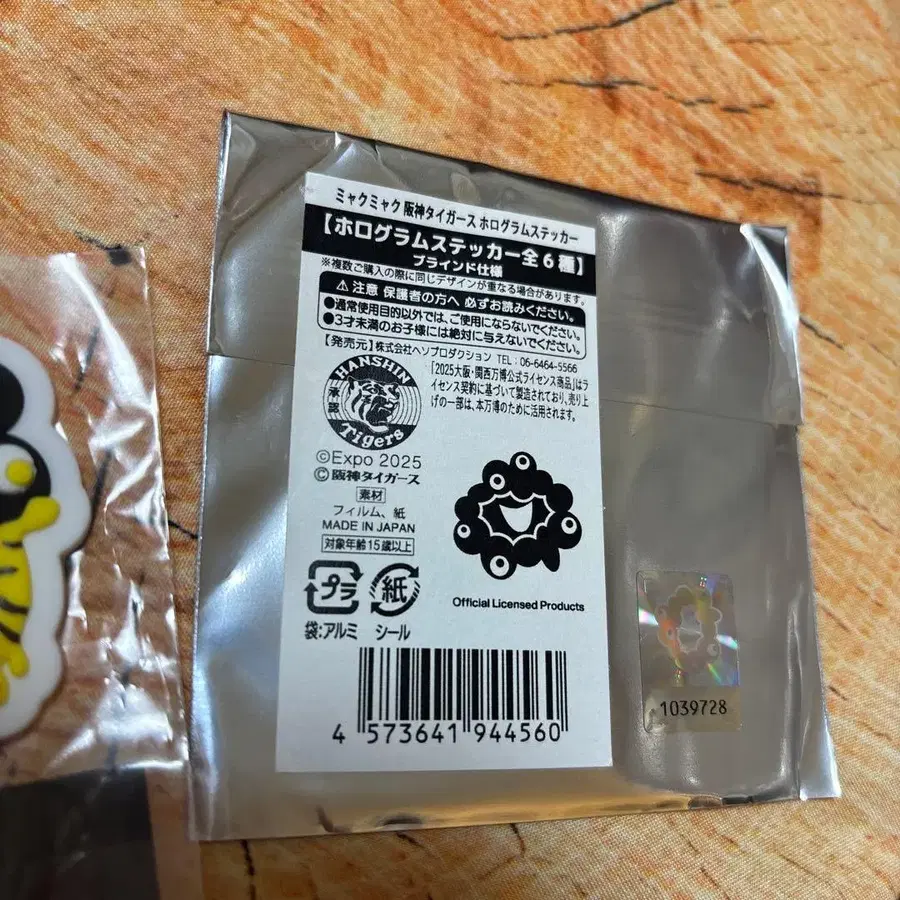 ミャクミャク 阪神タイガース ホログラムステッカー
【ホログラムステッカー全6種】
ブラインド仕様
※複数ご購入の際に同じデザインが重なる場合があります。
⚠注意 保護者の方へ 必ずお読みください。
●通常使用目的以外では、ご使用にならないでください。
●3才未満のお子様には絶対に与えないでください。
【発売元】株式会社ヘソプロダクション TEL：06-6464-5566
「2025大阪・関西万博公式ライセンス商品」はラ
イセンス契約に基づいて製造されており、売り上
げの一部は、本万博のために活用されます。
HANSHIN
承認
Tigers
©Expo 2025
©阪神タイガース
素材
フィルム、紙
MADE IN JAPAN
対象年齢15歳以上
プラ 紙
袋:アルミ シール
Official Licensed Products
4 573641 944560
1039728